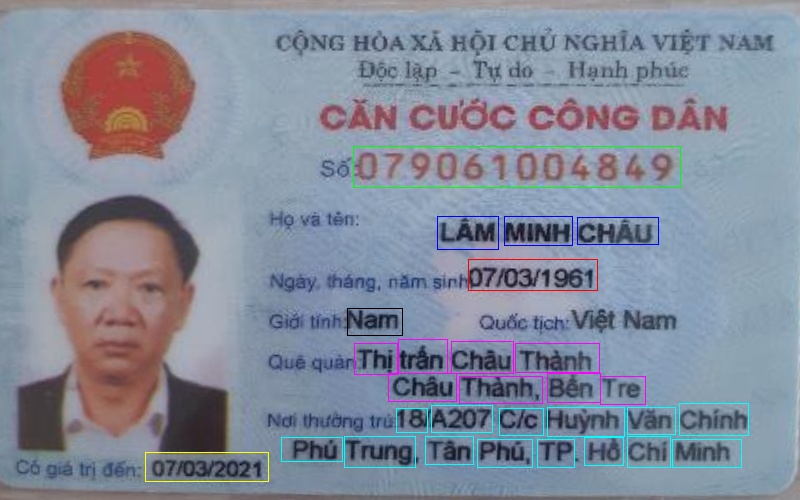 CỘNG HÒA XÃ HỘI CHỦ NGHĨA VIỆT NAM
Độc lập - Tự do - Hạnh phúc
CĂN CƯỚC CÔNG DÂN
Số: 079061004849
Họ và tên:
LÂM MINH CHÂU
Ngày, tháng, năm sinh: 07/03/1961
Giới tính: Nam Quốc tịch: Việt Nam
Quê quán: Thị trấn Châu Thành
Châu Thành, Bến Tre
Nơi thường trú: 18/A207 C/c Huỳnh Văn Chính
Phú Trung, Tân Phú, TP. Hồ Chí Minh
Có giá trị đến: 07/03/2021